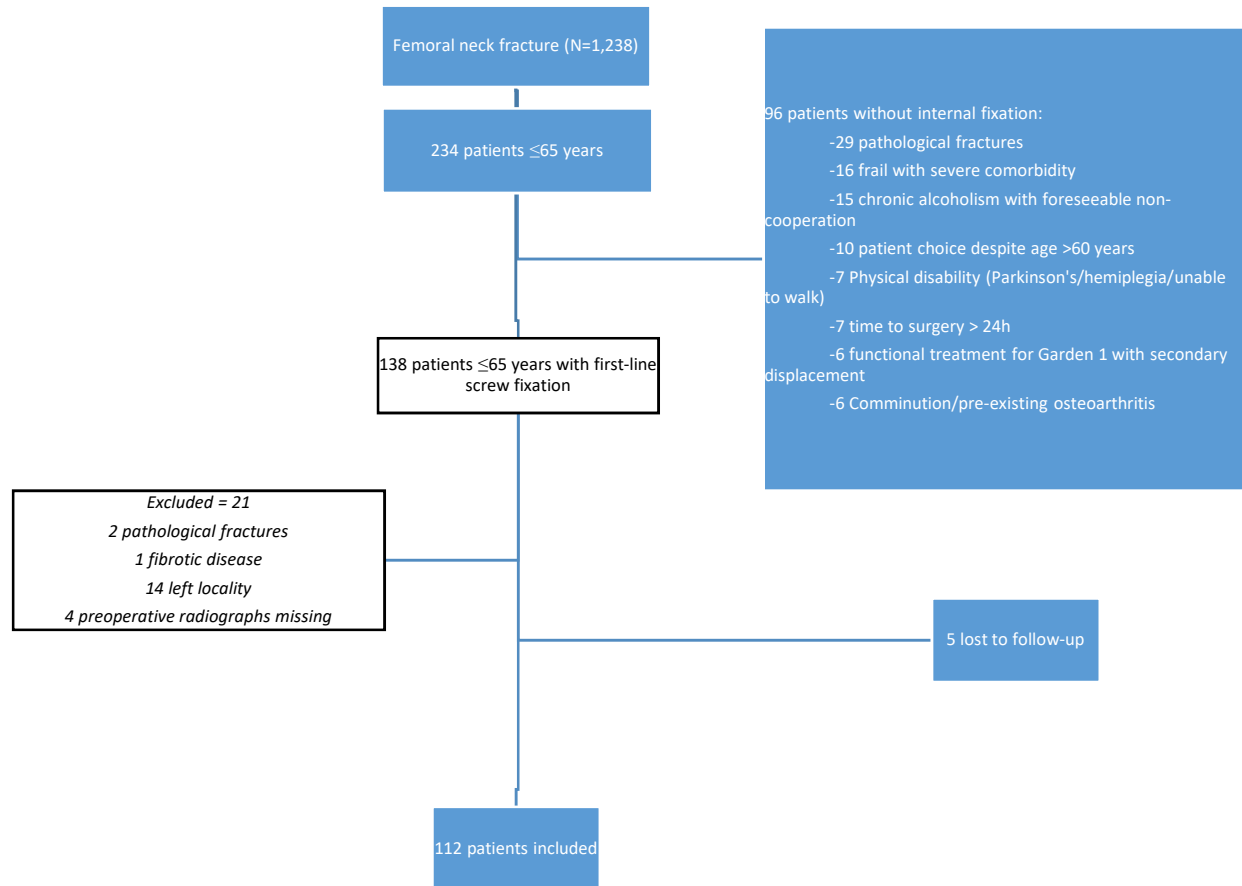 Femoral neck fracture (N=1,238)
234 patients ≤65 years
96 patients without internal fixation:
-29 pathological fractures
-16 frail with severe comorbidity
-15 chronic alcoholism with foreseeable non-
cooperation
-10 patient choice despite age >60 years
-7 Physical disability (Parkinson's/hemiplegia/unable
to walk)
-7 time to surgery > 24h
-6 functional treatment for Garden 1 with secondary
displacement
-6 Comminution/pre-existing osteoarthritis
138 patients ≤65 years with first-line
screw fixation
Excluded = 21
2 pathological fractures
1 fibrotic disease
14 left locality
4 preoperative radiographs missing
5 lost to follow-up
112 patients included